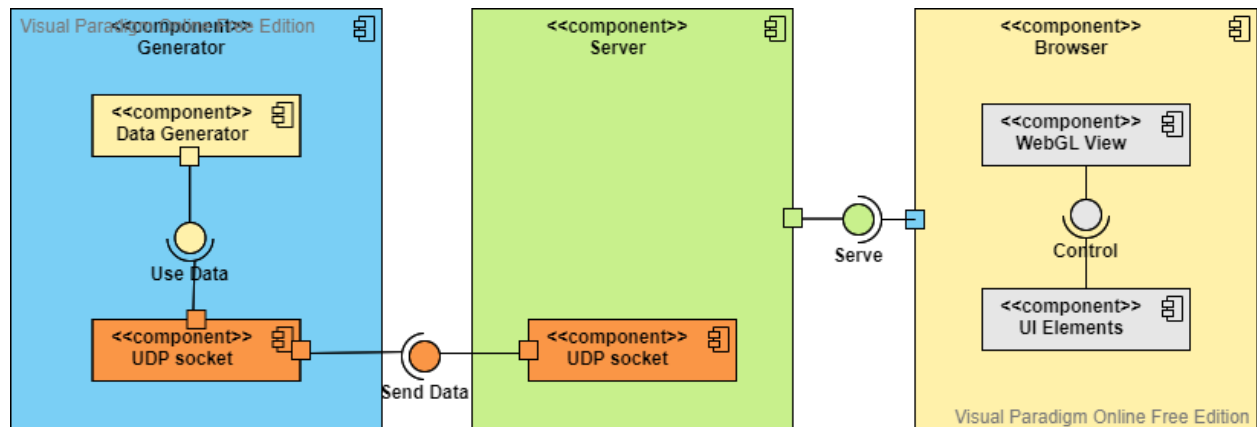 Visual Paradigm Online Free Edition
<<component>>
Generator
<<component>>
Data Generator
Use Data
<<component>>
UDP socket
Send Data
<<component>>
Server
<<component>>
UDP socket
Serve
<<component>>
Browser
<<component>>
WebGL View
Control
<<component>>
UI Elements
Visual Paradigm Online Free Edition